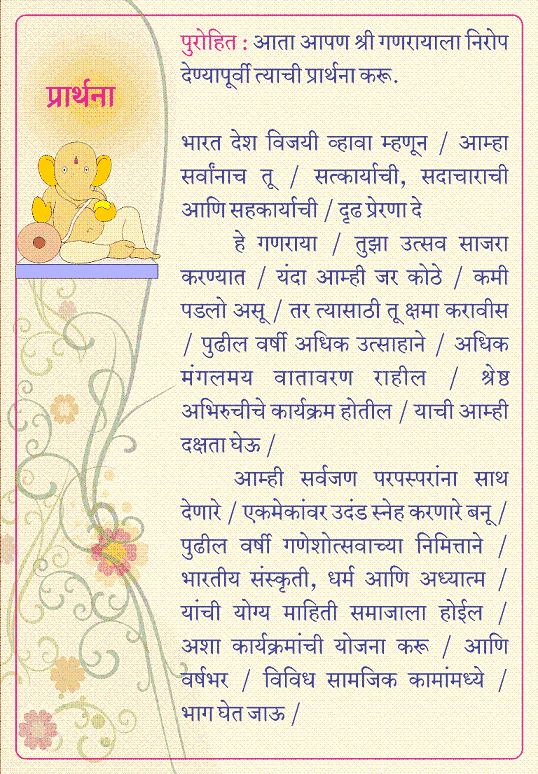 प्रार्थना
पुरोहित : आता आपण श्री गणरायाला निरोप
देण्यापूर्वी त्याची प्रार्थना करू.
भारत देश विजयी व्हावा म्हणून / आम्हा
सर्वांनाच तू / सत्कार्याची, सदाचाराची
आणि सहकार्याची / दृढ प्रेरणा दे
हे गणराया / तुझा उत्सव साजरा
करण्यात / यंदा आम्ही जर कोठे / कमी
पडलो असू / तर त्यासाठी तू क्षमा करावीस
/ पुढील वर्षी अधिक उत्साहाने / अधिक
मंगलमय वातावरण राहील / श्रेष्ठ
अभिरुचीचे कार्यक्रम होतील / याची आम्ही
दक्षता घेऊ /
आम्ही सर्वजण परपस्परांना साथ
देणारे / एकमेकांवर उदंड स्नेह करणारे बनू /
पुढील वर्षी गणेशोत्सवाच्या निमित्ताने /
भारतीय संस्कृती, धर्म आणि अध्यात्म /
यांची योग्य माहिती समाजाला होईल /
अशा कार्यक्रमांची योजना करू / आणि
वर्षभर / विविध सामजिक कामांमध्ये /
भाग घेत जाऊ /